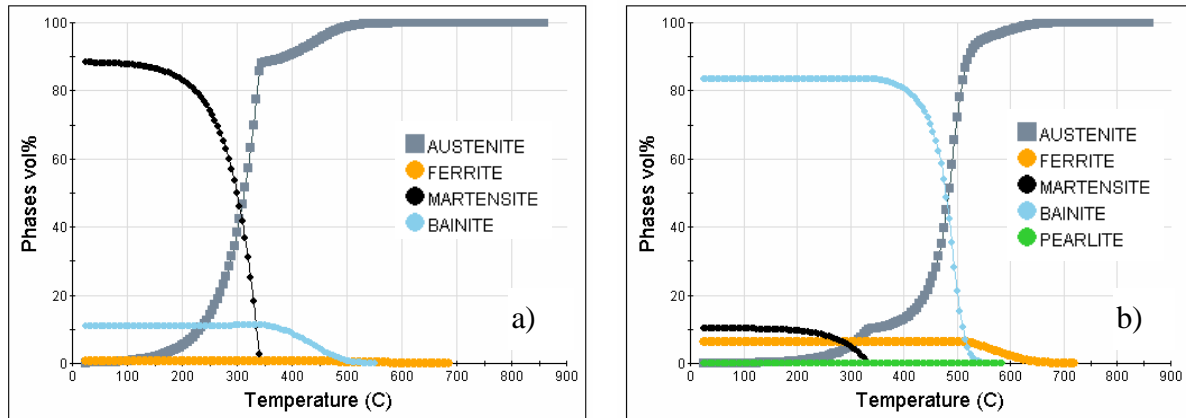 100
80
60
40
20
0
Phases vol%
AUSTENITE
FERRITE
MARTENSITE
BAINITE
a)
0 100 200 300 400 500 600 700 800 900
Temperature (C)
100
80
60
40
20
0
Phases vol%
AUSTENITE
FERRITE
MARTENSITE
BAINITE
PEARLITE
b)
0 100 200 300 400 500 600 700 800 900
Temperature (C)